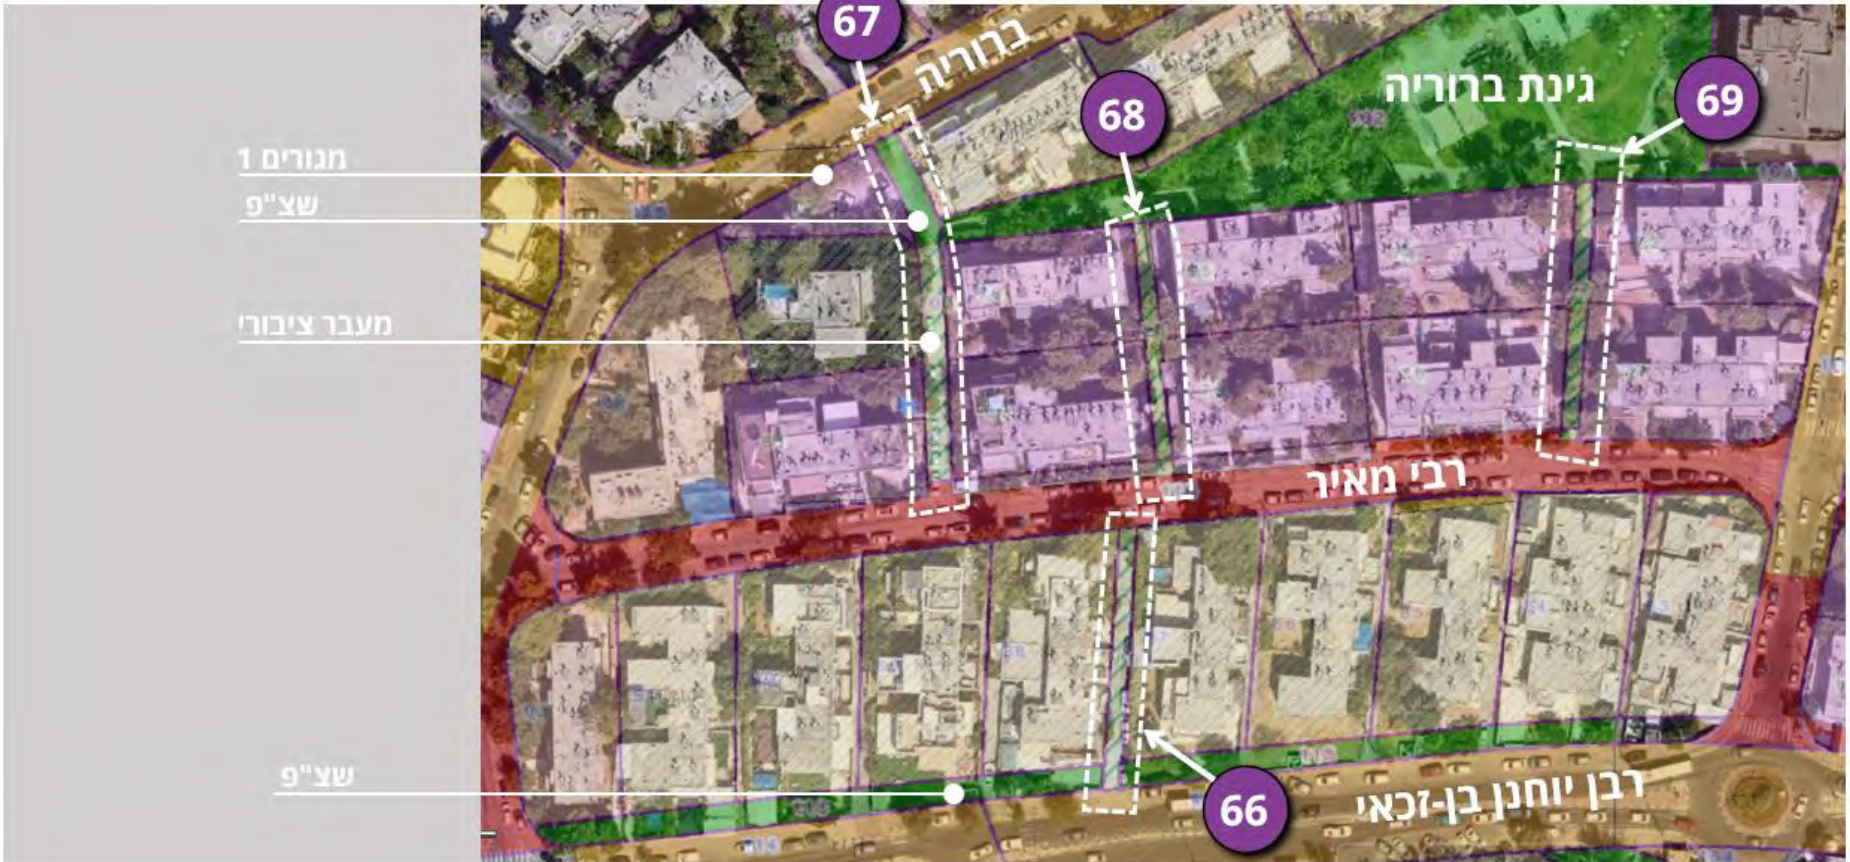 67
ברוריה
68
גינת ברוריה
69
מגורים 1
שצ"פ
מעבר ציבורי
רבי מאיר
שצ"פ
66
רבן יוחנן בן-זכאי